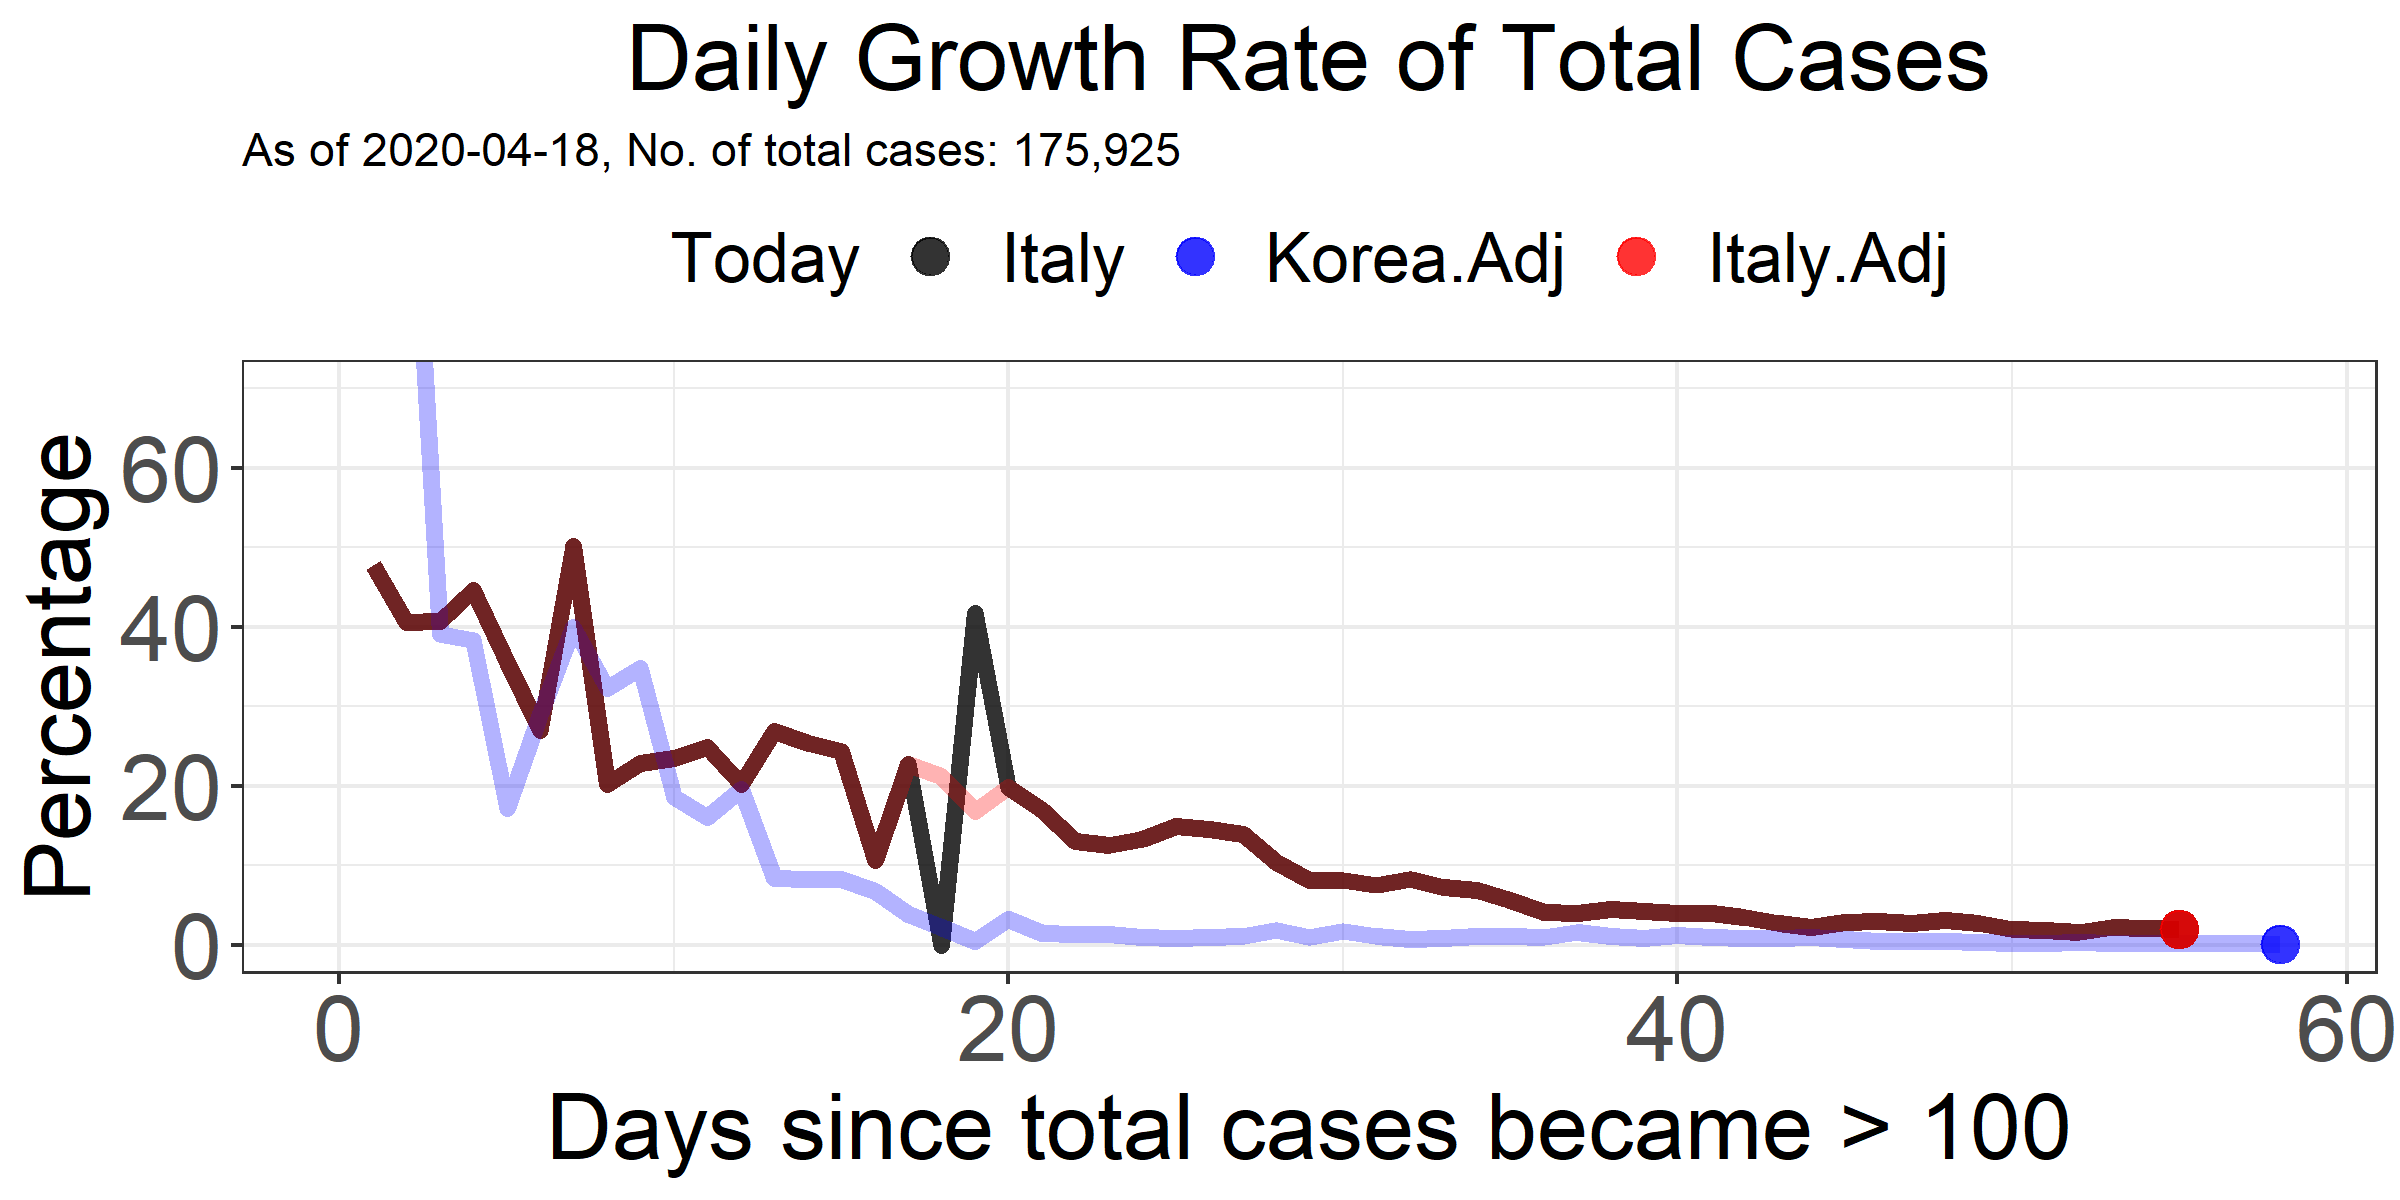 Daily Growth Rate of Total Cases
As of 2020-04-18, No. of total cases: 175,925
Today Italy Korea.Adj Italy.Adj
Percentage
60
40
20
0
0 20 40 60
Days since total cases became > 100